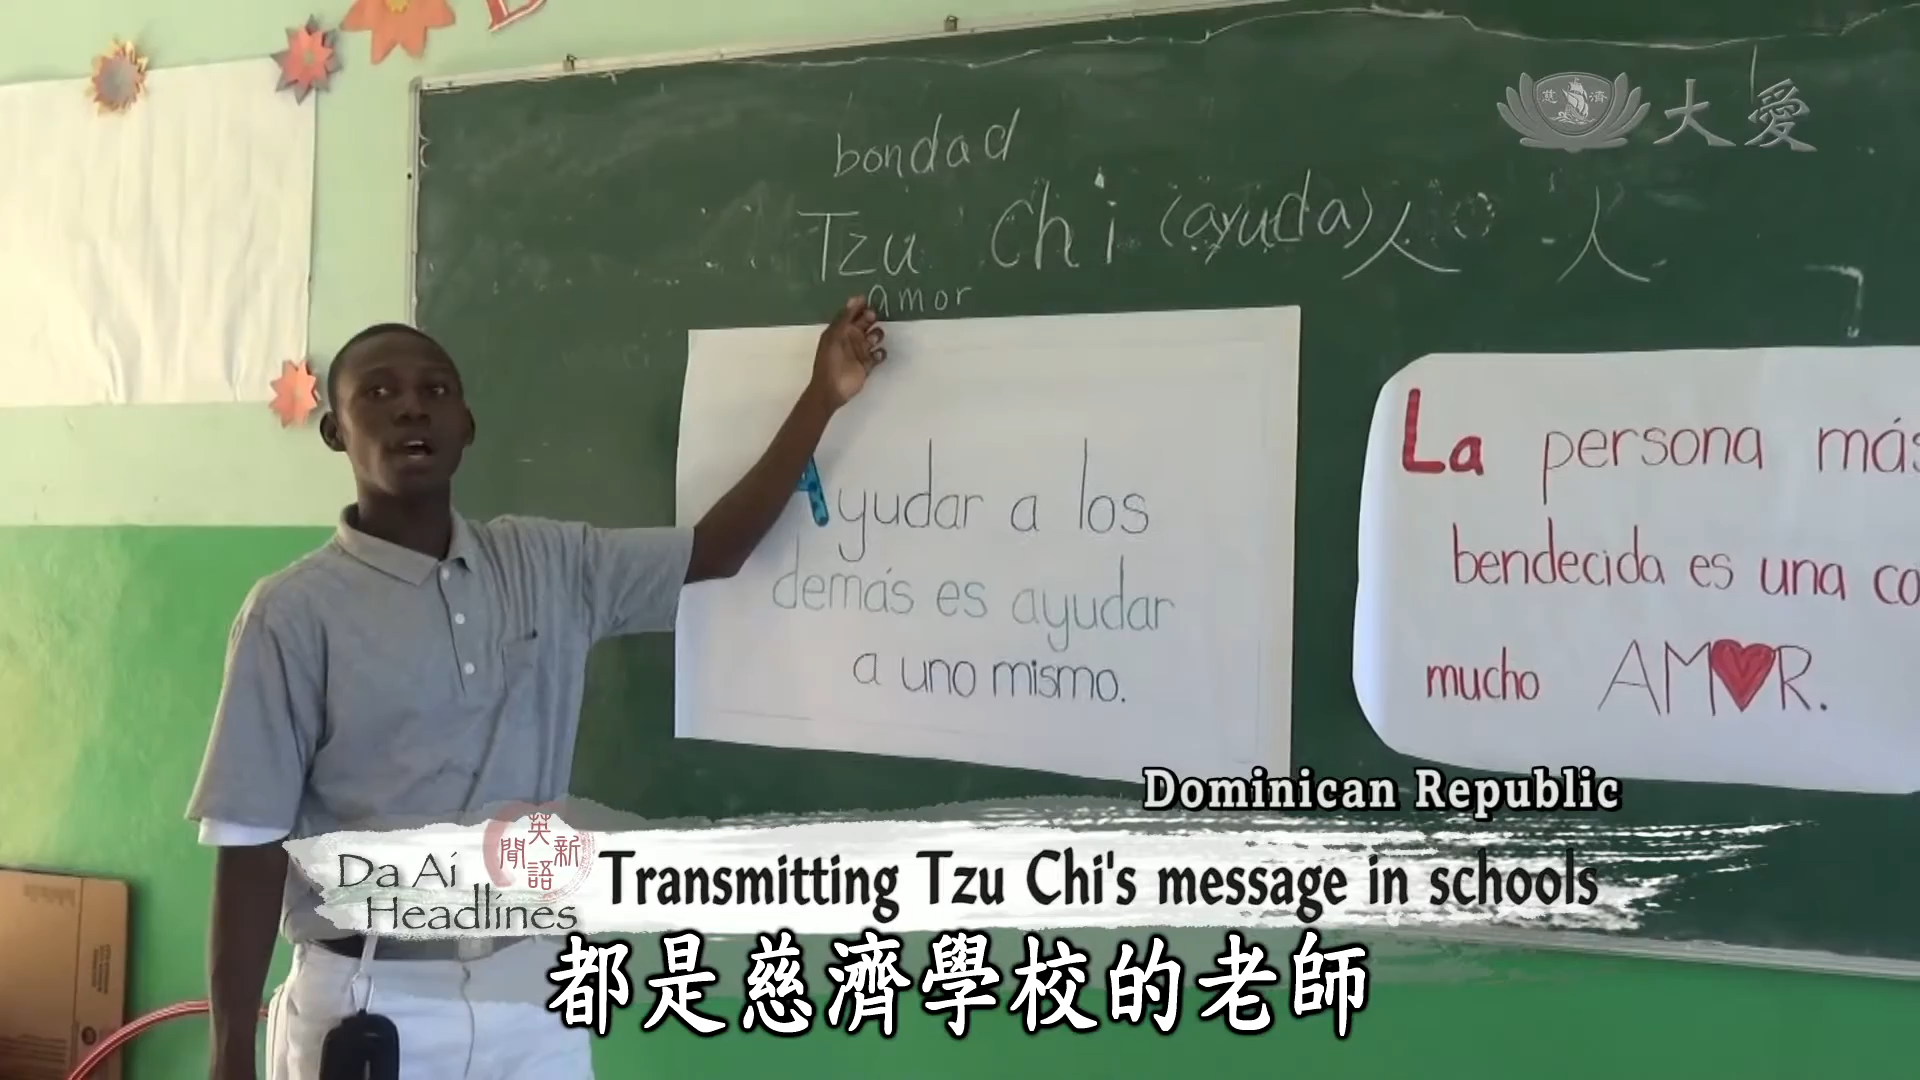 大愛
慈濟
bondad
Tzu Chi (ayuda) 人 人
amor
Ayudar a los
demás es ayudar
a uno mismo.
La persona más
bendecida es una
mucho AMOR.
Dominican Republic
英語新聞
Da Ai
Headlines
Transmitting Tzu Chi's message in schools
都是慈濟學校的老師